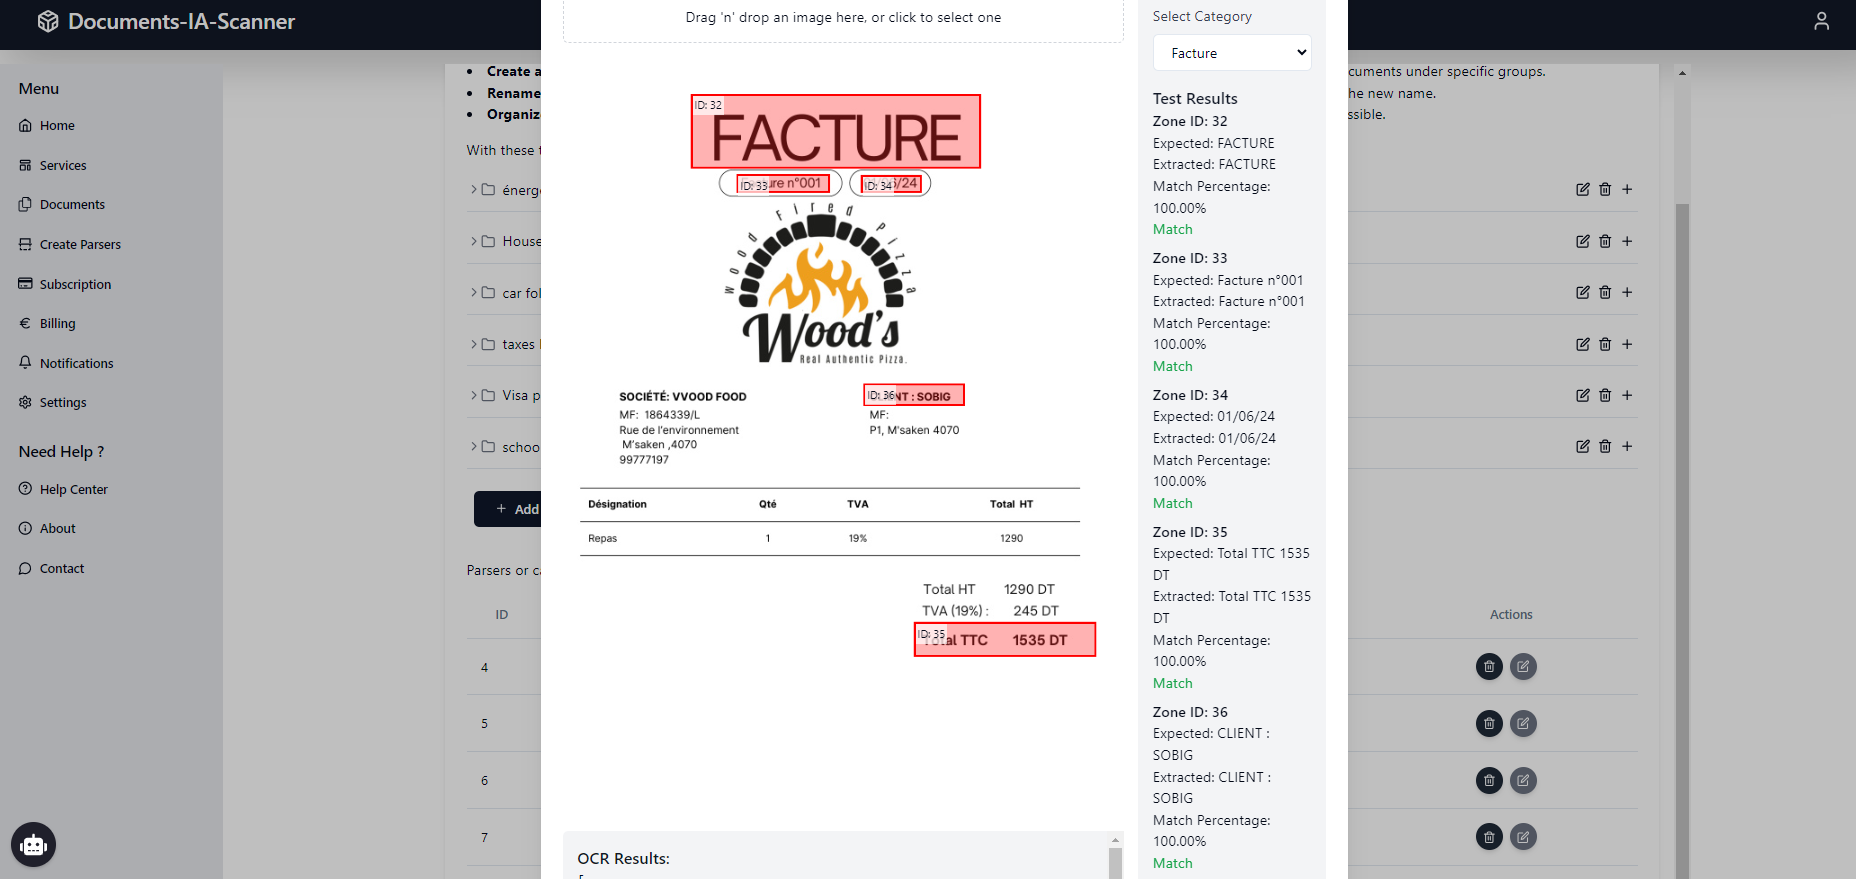 Documents-IA-Scanner
Menu
Home
Services
Documents
Create Parsers
Subscription
Billing
Notifications
Settings
Need Help ?
Help Center
About
Contact
Create a
Rename
Organiz
cuments under specific groups.
he new name.
ssible.
With these t
énerg
House
car fol
taxes
Visa p
schoo
+ Add
Parsers or c
ID
Actions
4
5
6
7
Drag 'n' drop an image here, or click to select one
ID: 32
FACTURE
ID: 33
ure n°001
ID: 34
/24
Wood Fired Pizza
Wood's
Real Authentic Pizza.
SOCIÉTÉ: VVOOD FOOD
MF: 1864339/L
Rue de l'environnement
M'saken ,4070
99777197
ID: 36
NT : SOBIG
MF:
P1, M'saken 4070
Désignation Qté TVA Total HT
Repas 1 19% 1290
Total HT 1290 DT
TVA (19%) : 245 DT
ID: 35
Total TTC 1535 DT
OCR Results:
[
Select Category
Facture
Test Results
Zone ID: 32
Expected: FACTURE
Extracted: FACTURE
Match Percentage:
100.00%
Match
Zone ID: 33
Expected: Facture n°001
Extracted: Facture n°001
Match Percentage:
100.00%
Match
Zone ID: 34
Expected: 01/06/24
Extracted: 01/06/24
Match Percentage:
100.00%
Match
Zone ID: 35
Expected: Total TTC 1535
DT
Extracted: Total TTC 1535
DT
Match Percentage:
100.00%
Match
Zone ID: 36
Expected: CLIENT :
SOBIG
Extracted: CLIENT :
SOBIG
Match Percentage:
100.00%
Match